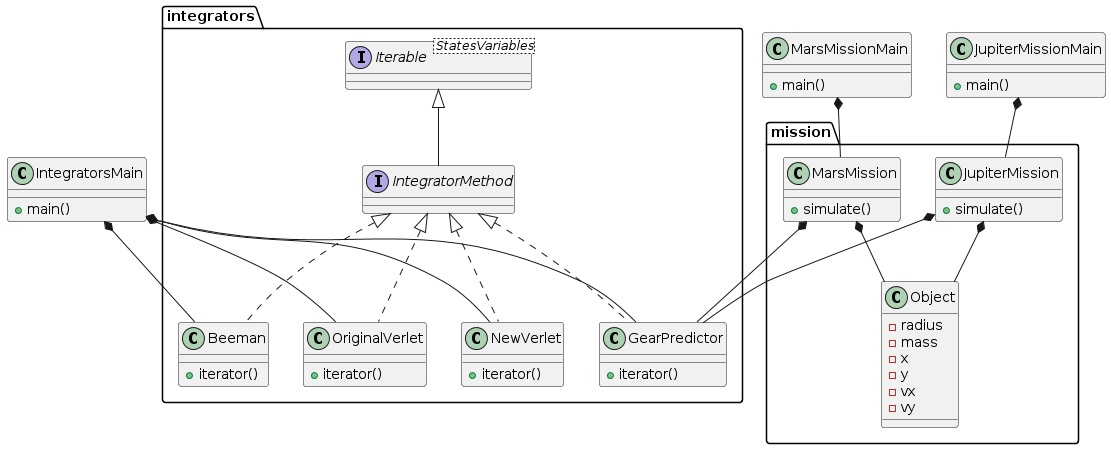 integrators
I Iterable
StatesVariables
C MarsMissionMain
main()
C JupiterMissionMain
main()
mission
C IntegratorsMain
main()
I IntegratorMethod
C MarsMission
simulate()
C JupiterMission
simulate()
C Object
radius
mass
x
y
vx
vy
C Beeman
iterator()
C OriginalVerlet
iterator()
C NewVerlet
iterator()
C GearPredictor
iterator()